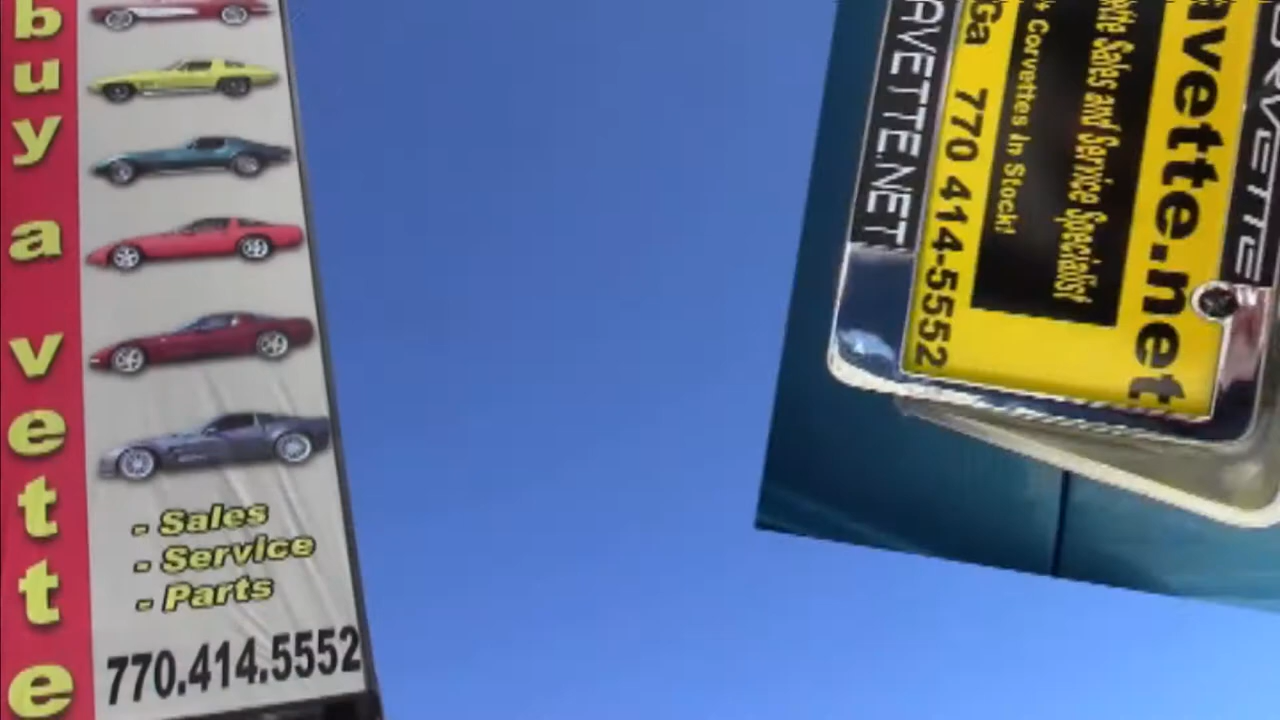 buy a vette
- Sales
- Service
- Parts
770.414.5552
avette.net
Sales and Service Specialist
Corvettes In Stock!
Ga 770 414-5552
AVETTE.NET